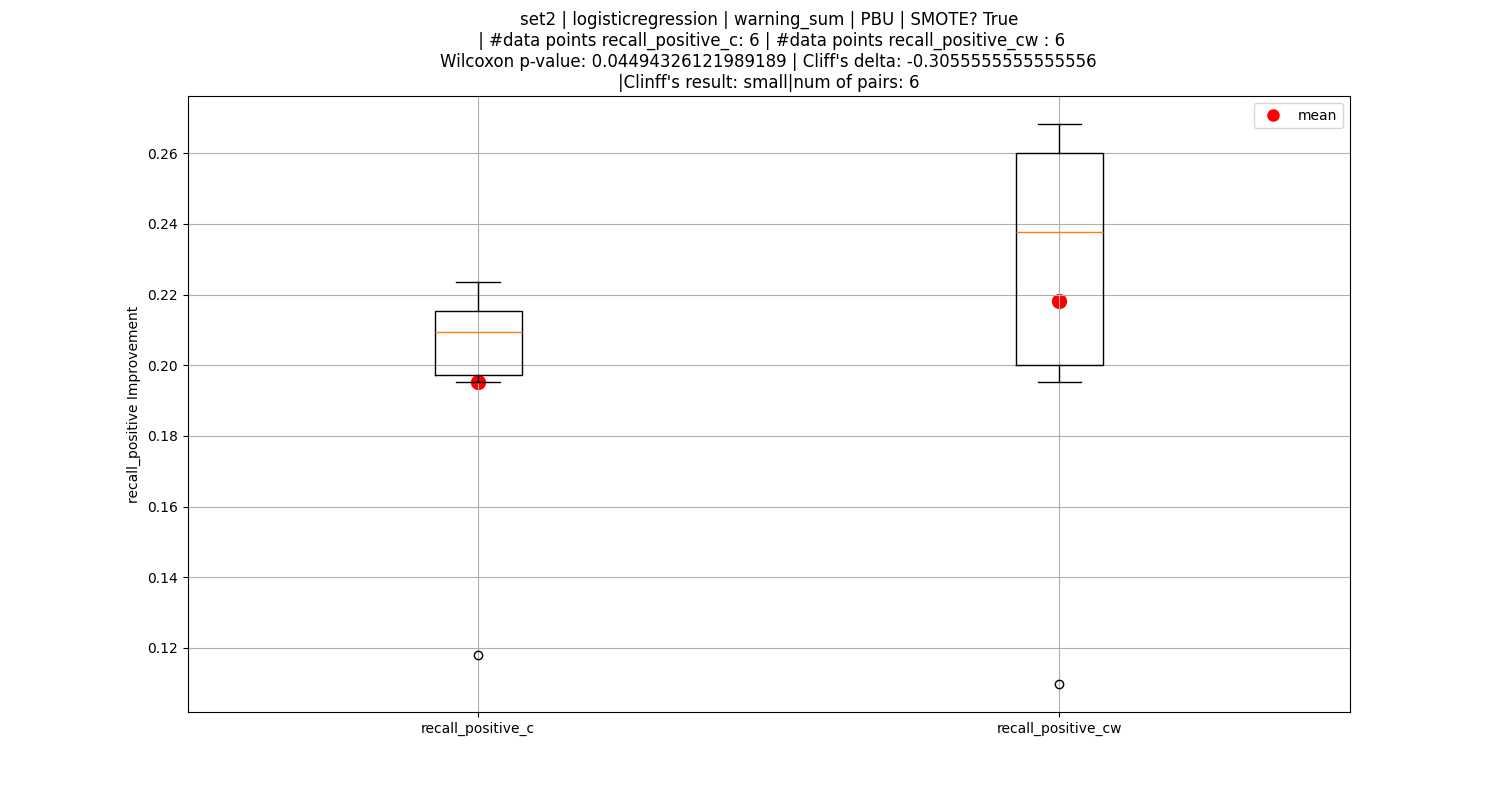 set2 | logisticregression | warning_sum | PBU | SMOTE? True
| #data points recall_positive_c: 6 | #data points recall_positive_cw : 6
Wilcoxon p-value: 0.04494326121989189 | Cliff's delta: -0.3055555555555556
|Clinff's result: small|num of pairs: 6
mean
0.26
0.24
0.22
0.20
0.18
0.16
0.14
0.12
recall_positive Improvement
recall_positive_c
recall_positive_cw